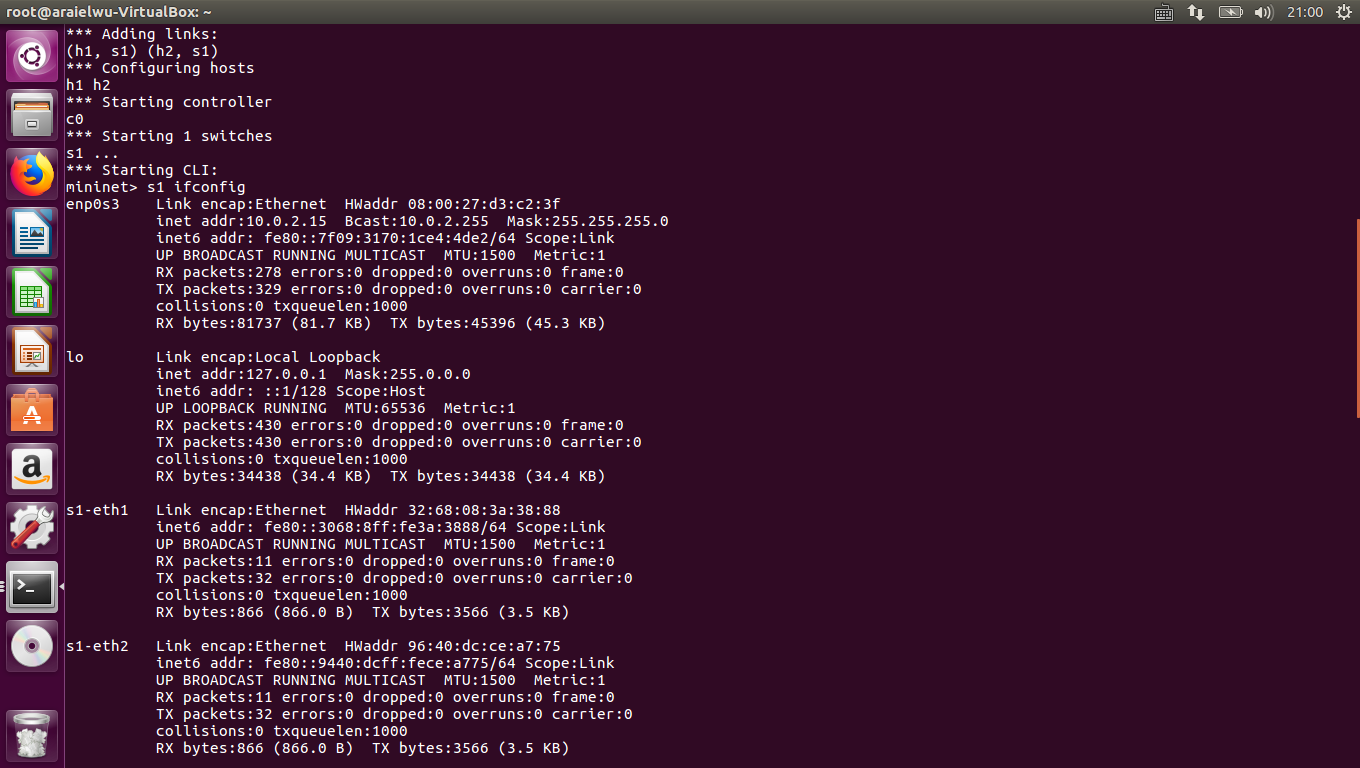 root@araielwu-VirtualBox: ~
21:00
*** Adding links:
(h1, s1) (h2, s1)
*** Configuring hosts
h1 h2
*** Starting controller
c0
*** Starting 1 switches
s1 ...
*** Starting CLI:
mininet> s1 ifconfig
enp0s3    Link encap:Ethernet  HWaddr 08:00:27:d3:c2:3f
          inet addr:10.0.2.15  Bcast:10.0.2.255  Mask:255.255.255.0
          inet6 addr: fe80::7f09:3170:1ce4:4de2/64 Scope:Link
          UP BROADCAST RUNNING MULTICAST  MTU:1500  Metric:1
          RX packets:278 errors:0 dropped:0 overruns:0 frame:0
          TX packets:329 errors:0 dropped:0 overruns:0 carrier:0
          collisions:0 txqueuelen:1000
          RX bytes:81737 (81.7 KB)  TX bytes:45396 (45.3 KB)

lo        Link encap:Local Loopback
          inet addr:127.0.0.1  Mask:255.0.0.0
          inet6 addr: ::1/128 Scope:Host
          UP LOOPBACK RUNNING  MTU:65536  Metric:1
          RX packets:430 errors:0 dropped:0 overruns:0 frame:0
          TX packets:430 errors:0 dropped:0 overruns:0 carrier:0
          collisions:0 txqueuelen:1000
          RX bytes:34438 (34.4 KB)  TX bytes:34438 (34.4 KB)

s1-eth1   Link encap:Ethernet  HWaddr 32:68:08:3a:38:88
          inet6 addr: fe80::3068:8ff:fe3a:3888/64 Scope:Link
          UP BROADCAST RUNNING MULTICAST  MTU:1500  Metric:1
          RX packets:11 errors:0 dropped:0 overruns:0 frame:0
          TX packets:32 errors:0 dropped:0 overruns:0 carrier:0
          collisions:0 txqueuelen:1000
          RX bytes:866 (866.0 B)  TX bytes:3566 (3.5 KB)

s1-eth2   Link encap:Ethernet  HWaddr 96:40:dc:ce:a7:75
          inet6 addr: fe80::9440:dcff:fece:a775/64 Scope:Link
          UP BROADCAST RUNNING MULTICAST  MTU:1500  Metric:1
          RX packets:11 errors:0 dropped:0 overruns:0 frame:0
          TX packets:32 errors:0 dropped:0 overruns:0 carrier:0
          collisions:0 txqueuelen:1000
          RX bytes:866 (866.0 B)  TX bytes:3566 (3.5 KB)